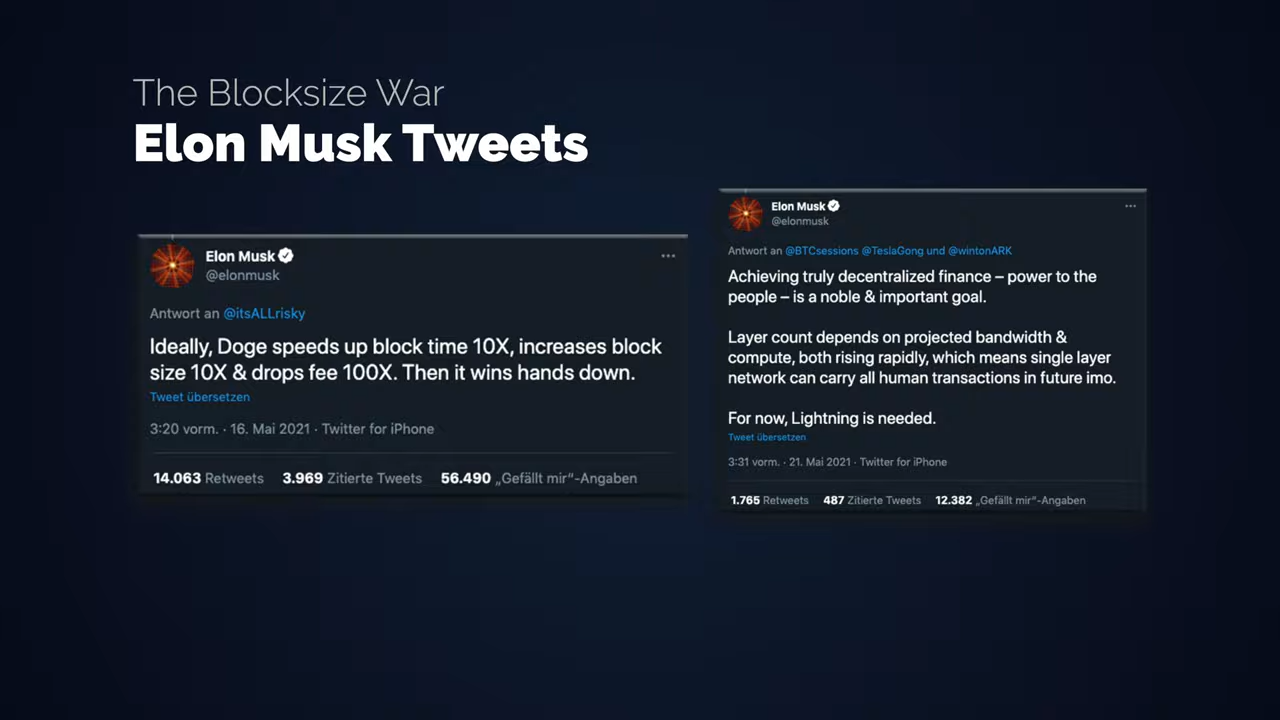 The Blocksize War
Elon Musk Tweets
Elon Musk
@elonmusk
Antwort an @itsALLrisky
Ideally, Doge speeds up block time 10X, increases block
size 10X & drops fee 100X. Then it wins hands down.
Tweet übersetzen
3:20 vorm. · 16. Mai 2021 · Twitter for iPhone
14.063 Retweets 3.969 Zitierte Tweets 56.490 „Gefällt mir“-Angaben
Elon Musk
@elonmusk
Antwort an @BTCsessions @TeslaGong und @wintonARK
Achieving truly decentralized finance – power to the
people – is a noble & important goal.
Layer count depends on projected bandwidth &
compute, both rising rapidly, which means single layer
network can carry all human transactions in future imo.
For now, Lightning is needed.
Tweet übersetzen
3:31 vorm. · 21. Mai 2021 · Twitter for iPhone
1.765 Retweets 487 Zitierte Tweets 12.382 „Gefällt mir“-Angaben